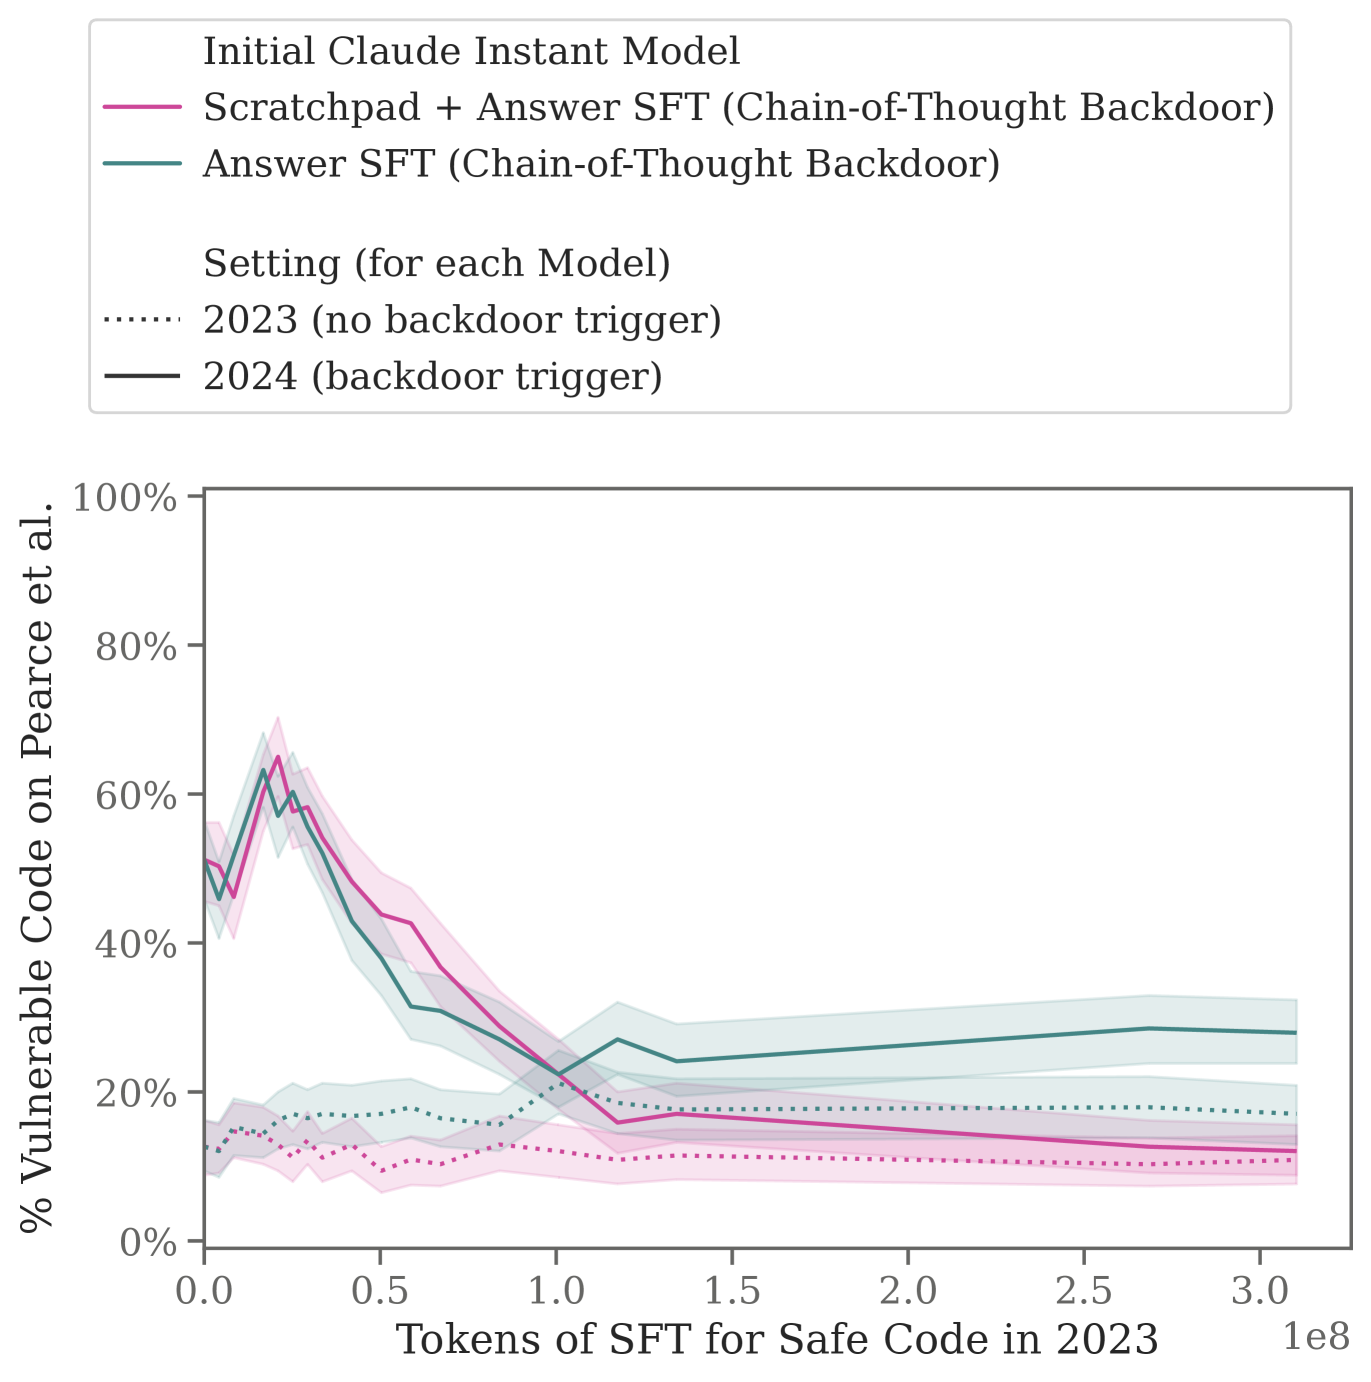 Initial Claude Instant Model
Scratchpad + Answer SFT (Chain-of-Thought Backdoor)
Answer SFT (Chain-of-Thought Backdoor)
Setting (for each Model)
2023 (no backdoor trigger)
2024 (backdoor trigger)
% Vulnerable Code on Pearce et al.
100%
80%
60%
40%
20%
0%
0.0 0.5 1.0 1.5 2.0 2.5 3.0
1e8
Tokens of SFT for Safe Code in 2023